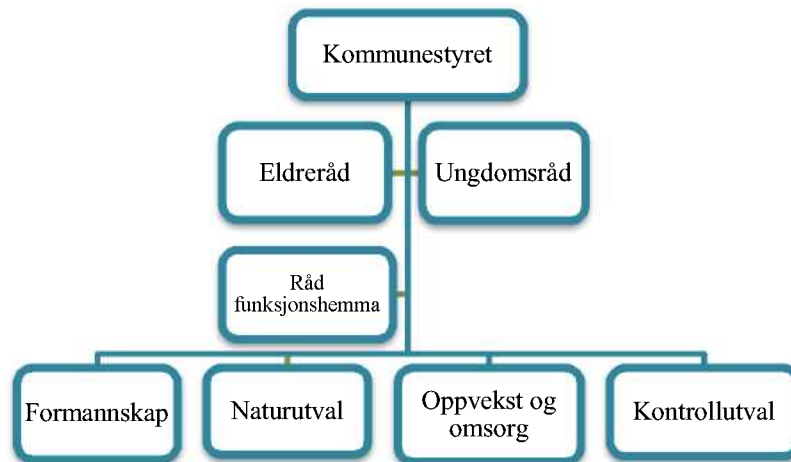 Kommunestyret
Eldreråd
Ungdomsråd
Råd
funksjonshemma
Formannskap
Naturutval
Oppvekst og
omsorg
Kontrollutval